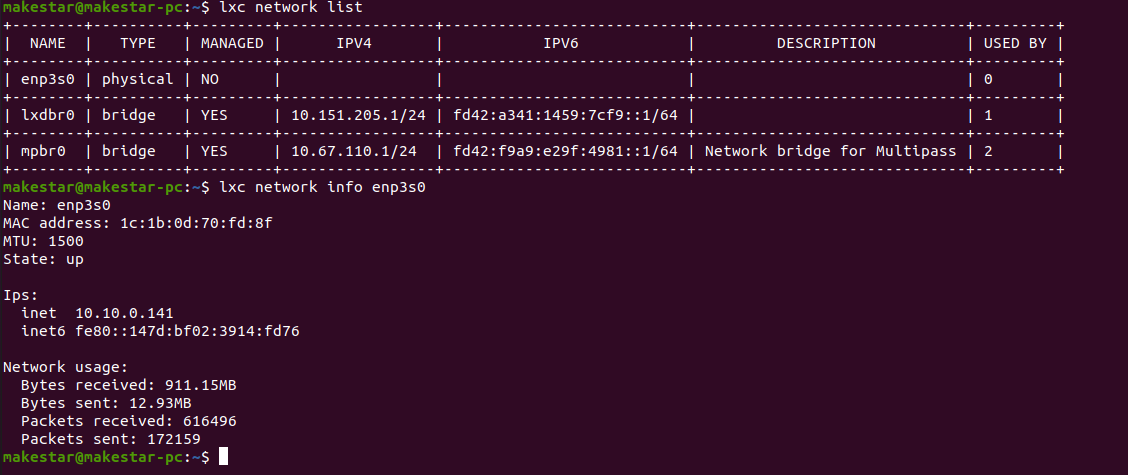 makestar@makestar-pc:~$ lxc network list
+--------+----------+---------+-----------------+---------------------------+------------------------------+---------+
|  NAME  |   TYPE   | MANAGED |      IPV4       |           IPV6            |         DESCRIPTION          | USED BY |
+--------+----------+---------+-----------------+---------------------------+------------------------------+---------+
| enp3s0 | physical | NO      |                 |                           |                              | 0       |
+--------+----------+---------+-----------------+---------------------------+------------------------------+---------+
| lxdbr0 | bridge   | YES     | 10.151.205.1/24 | fd42:a341:1459:7cf9::1/64 |                              | 1       |
+--------+----------+---------+-----------------+---------------------------+------------------------------+---------+
| mpbr0  | bridge   | YES     | 10.67.110.1/24  | fd42:f9a9:e29f:4981::1/64 | Network bridge for Multipass | 2       |
+--------+----------+---------+-----------------+---------------------------+------------------------------+---------+
makestar@makestar-pc:~$ lxc network info enp3s0
Name: enp3s0
MAC address: 1c:1b:0d:70:fd:8f
MTU: 1500
State: up

Ips:
  inet  10.10.0.141
  inet6 fe80::147d:bf02:3914:fd76

Network usage:
  Bytes received: 911.15MB
  Bytes sent: 12.93MB
  Packets received: 616496
  Packets sent: 172159
makestar@makestar-pc:~$